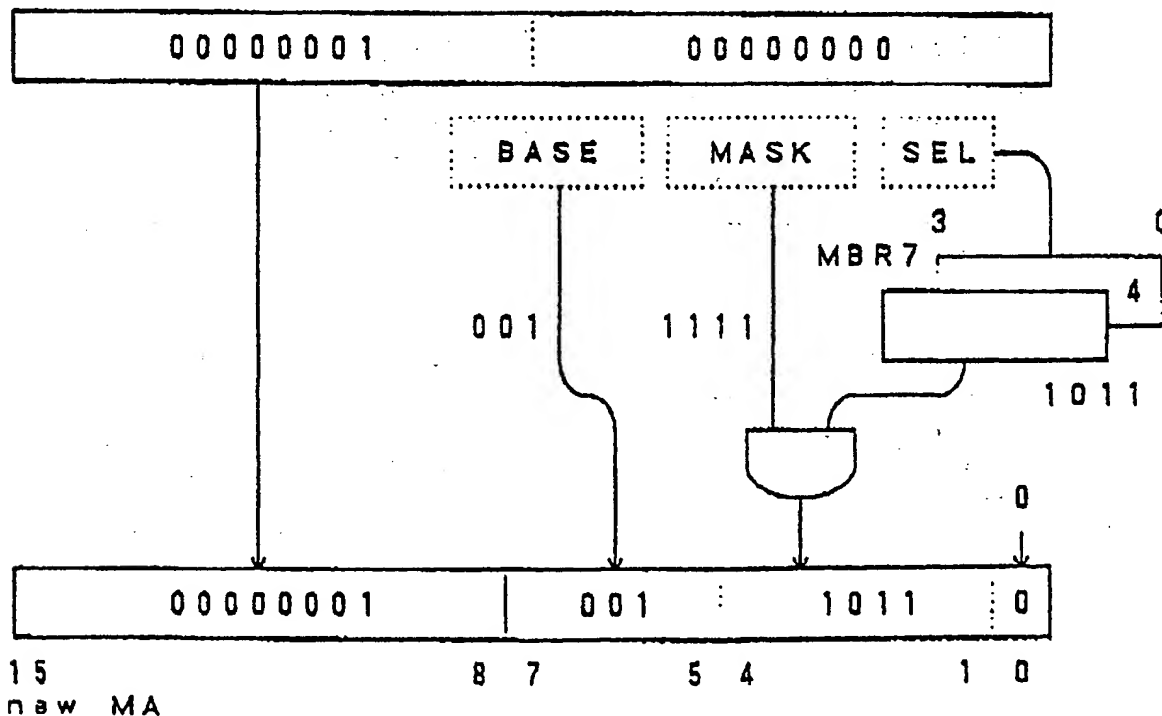 00000001 00000000
BASE MASK SEL
3
MBR7
4
001 1111
1011
0
00000001 001 1011 0
15 8 7 5 4 1 0
naw MA